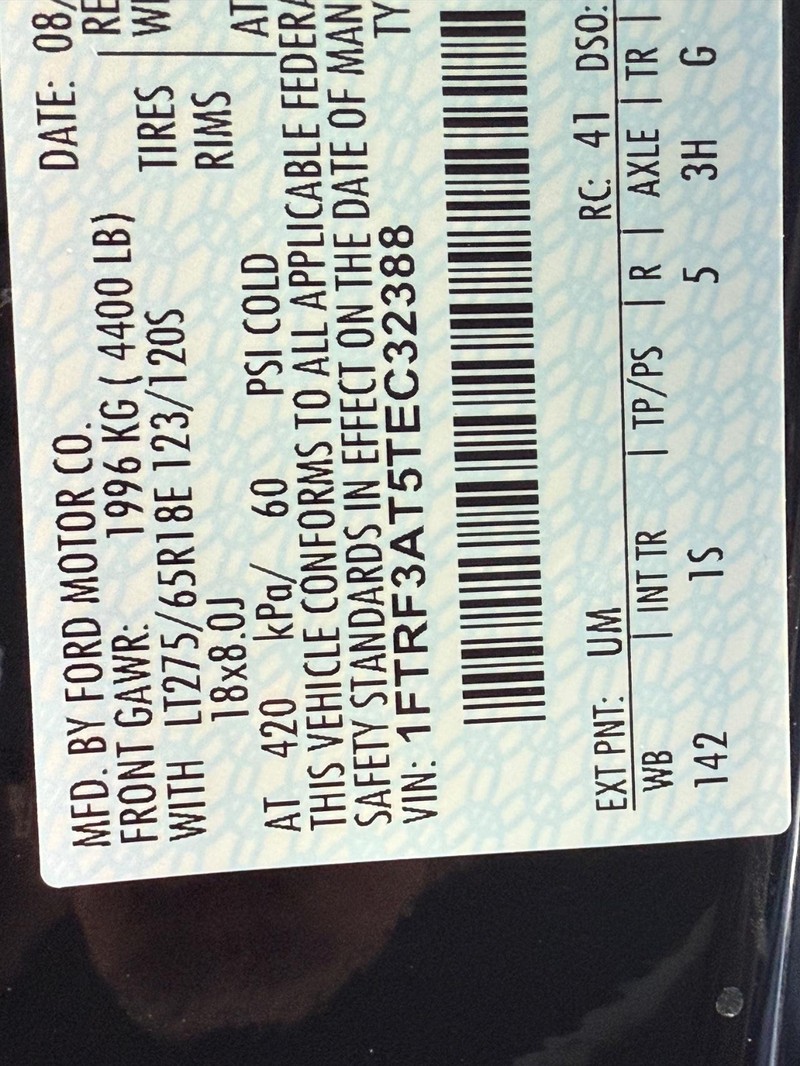 MFD. BY FORD MOTOR CO.
DATE: 08/
FRONT GAWR: 1996 KG ( 4400 LB)
WITH LT275/65R18E 123/120S TIRES
18x8.0J RIMS
AT 420 kPa/ 60 PSI COLD AT
THIS VEHICLE CONFORMS TO ALL APPLICABLE FEDERA
SAFETY STANDARDS IN EFFECT ON THE DATE OF MAN
VIN: 1FTRF3AT5TEC32388 TY
EXT PNT: UM RC: 41 DSO:
WB | INT TR | TP/PS | R | AXLE | TR |
142 1S 5 3H G